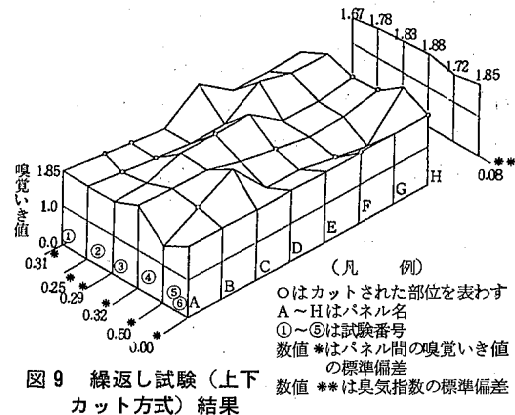 1.67
1.78
1.83
1.88
1.72
1.85
0.08 **
嗅覚いき値
1.85
1.0
0.0
0.31 *
0.25 *
0.29 *
0.32 *
0.50 *
0.00 *
① ② ③ ④ ⑤ ⑥
A B C D E F G H
(凡 例)
○はカットされた部位を表わす
A～Hはパネル名
①～⑤は試験番号
数値 *はパネル間の嗅覚いき値
の標準偏差
数値 **は臭気指数の標準偏差
図9 繰返し試験(上下
カット方式)結果